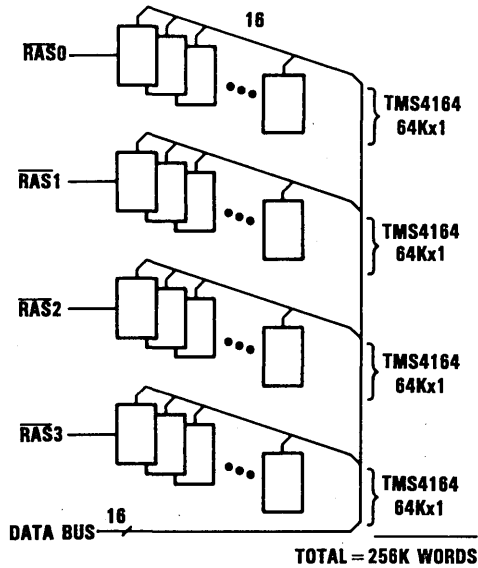 16
RAS0
TMS4164
64Kx1
RAS1
TMS4164
64Kx1
RAS2
TMS4164
64Kx1
RAS3
TMS4164
64Kx1
16
DATA BUS
TOTAL = 256K WORDS